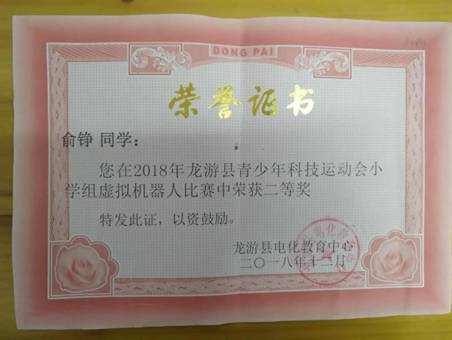 DONG PAI
荣誉证书
俞铮 同学：
您在2018年龙游县青少年科技运动会小
学组虚拟机器人比赛中荣获二等奖
特发此证，以资鼓励。
龙游县电化教育中心
二〇一八年十二月